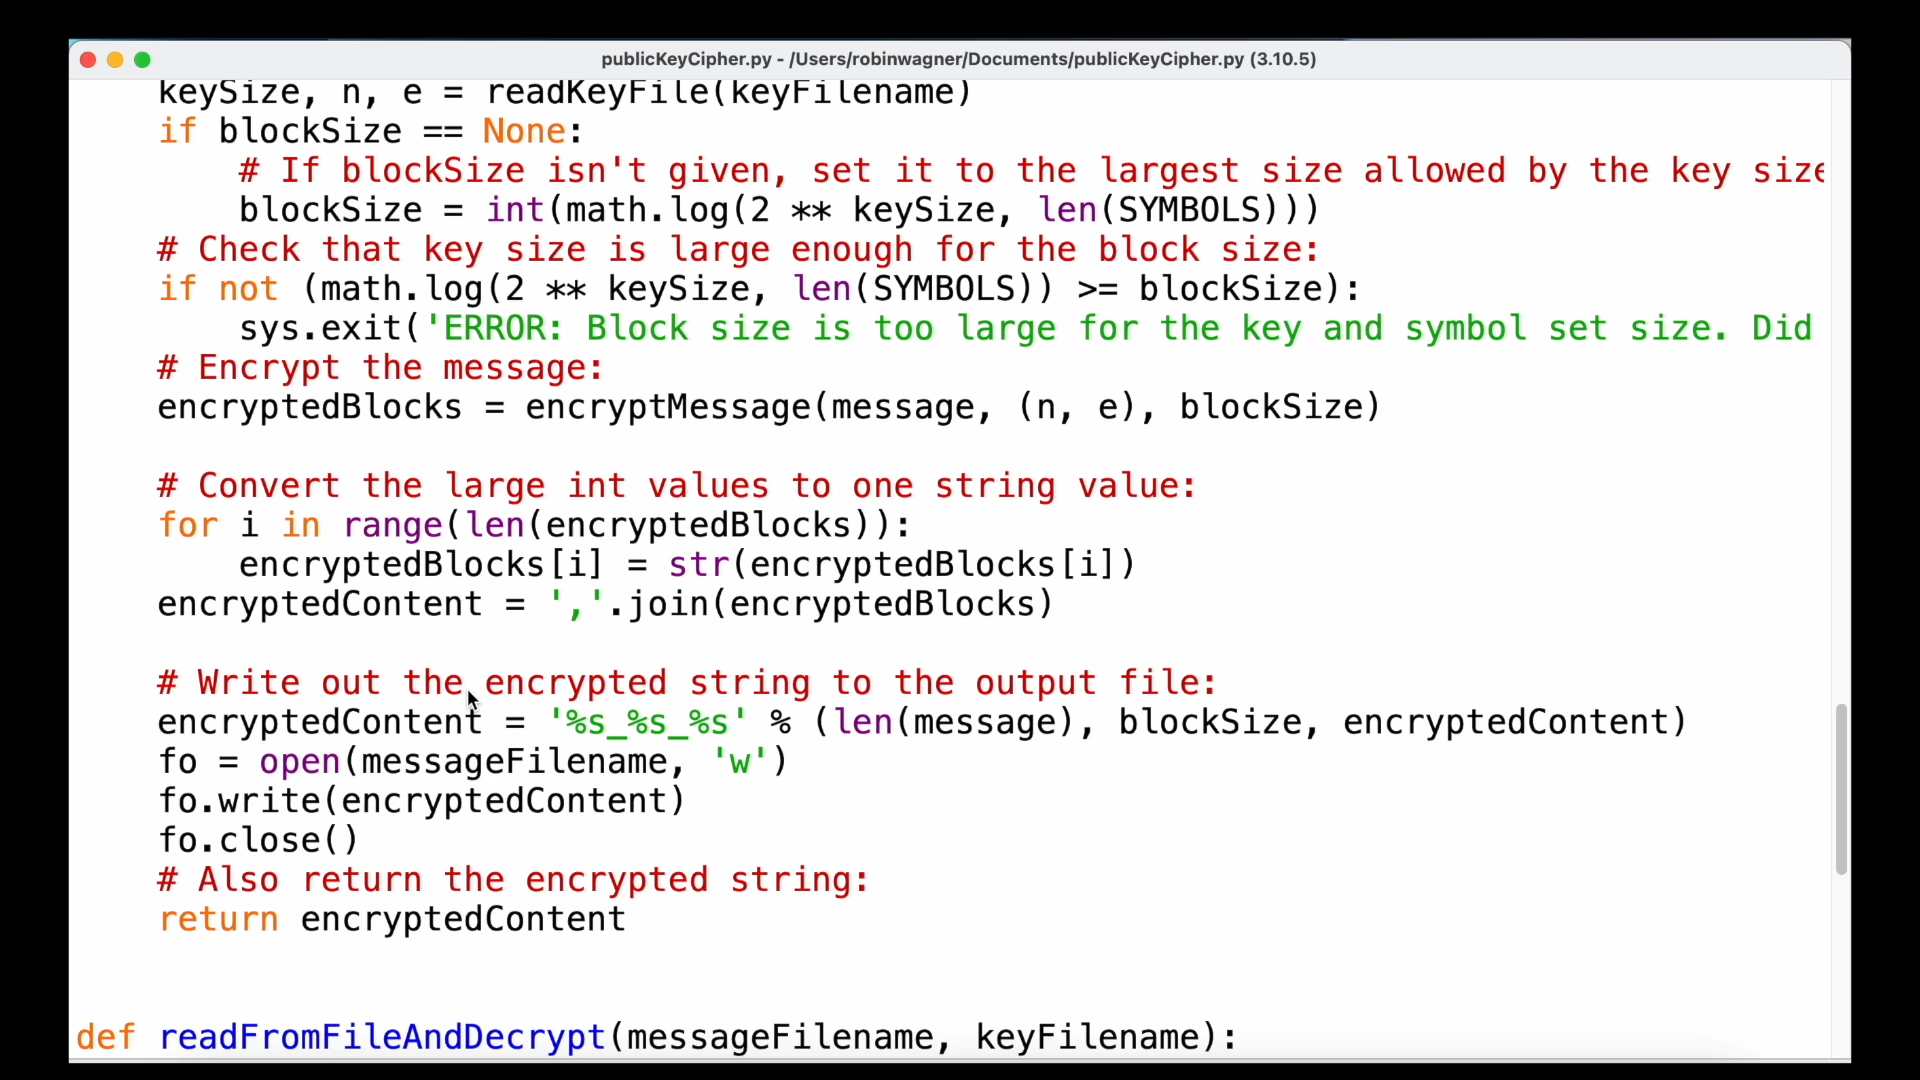 publicKeyCipher.py - /Users/robinwagner/Documents/publicKeyCipher.py (3.10.5)
keySize, n, e = readKeyFile(keyFilename)
if blockSize == None:
# If blockSize isn't given, set it to the largest size allowed by the key size
blockSize = int(math.log(2 ** keySize, len(SYMBOLS)))
# Check that key size is large enough for the block size:
if not (math.log(2 ** keySize, len(SYMBOLS)) >= blockSize):
sys.exit('ERROR: Block size is too large for the key and symbol set size. Did
# Encrypt the message:
encryptedBlocks = encryptMessage(message, (n, e), blockSize)
# Convert the large int values to one string value:
for i in range(len(encryptedBlocks)):
encryptedBlocks[i] = str(encryptedBlocks[i])
encryptedContent = ','.join(encryptedBlocks)
# Write out the encrypted string to the output file:
encryptedContent = '%s_%s_%s' % (len(message), blockSize, encryptedContent)
fo = open(messageFilename, 'w')
fo.write(encryptedContent)
fo.close()
# Also return the encrypted string:
return encryptedContent
def readFromFileAndDecrypt(messageFilename, keyFilename):